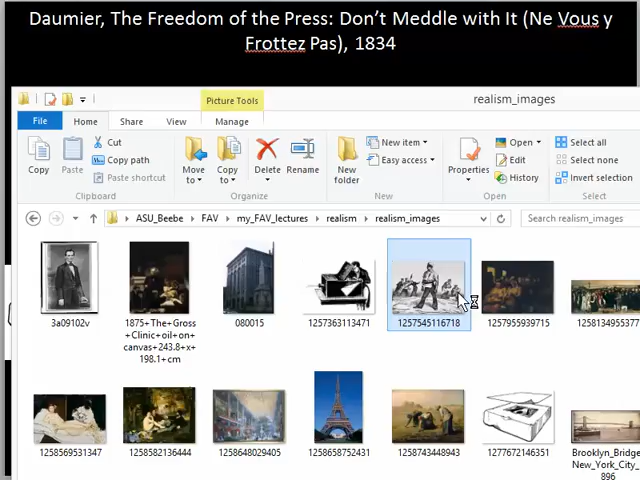 Daumier, The Freedom of the Press: Don't Meddle with It (Ne Vous y
Frottez Pas), 1834
Picture Tools
realism_images
File
Home
Share
View
Manage
Copy
Paste
Cut
Copy path
Paste shortcut
Clipboard
Move
to
Copy
to
Delete
Rename
Organize
New
folder
New item
Easy access
New
Properties
Open
Edit
History
Open
Select all
Select none
Invert selection
Select
ASU_Beebe
FAV
my_FAV_lectures
realism
realism_images
Search realism_images
3a09102v
1875+The+Gross
+Clinic oil+on+
canvas+243.8+x+
198.1+cm
080015
1257363113471
1257545116718
1257955939715
12581349553​77
1258569531347
1258582136444
1258648029405
1258658752431
1258743448943
1277672146351
Brooklyn_Bridge
New_York_City_
896